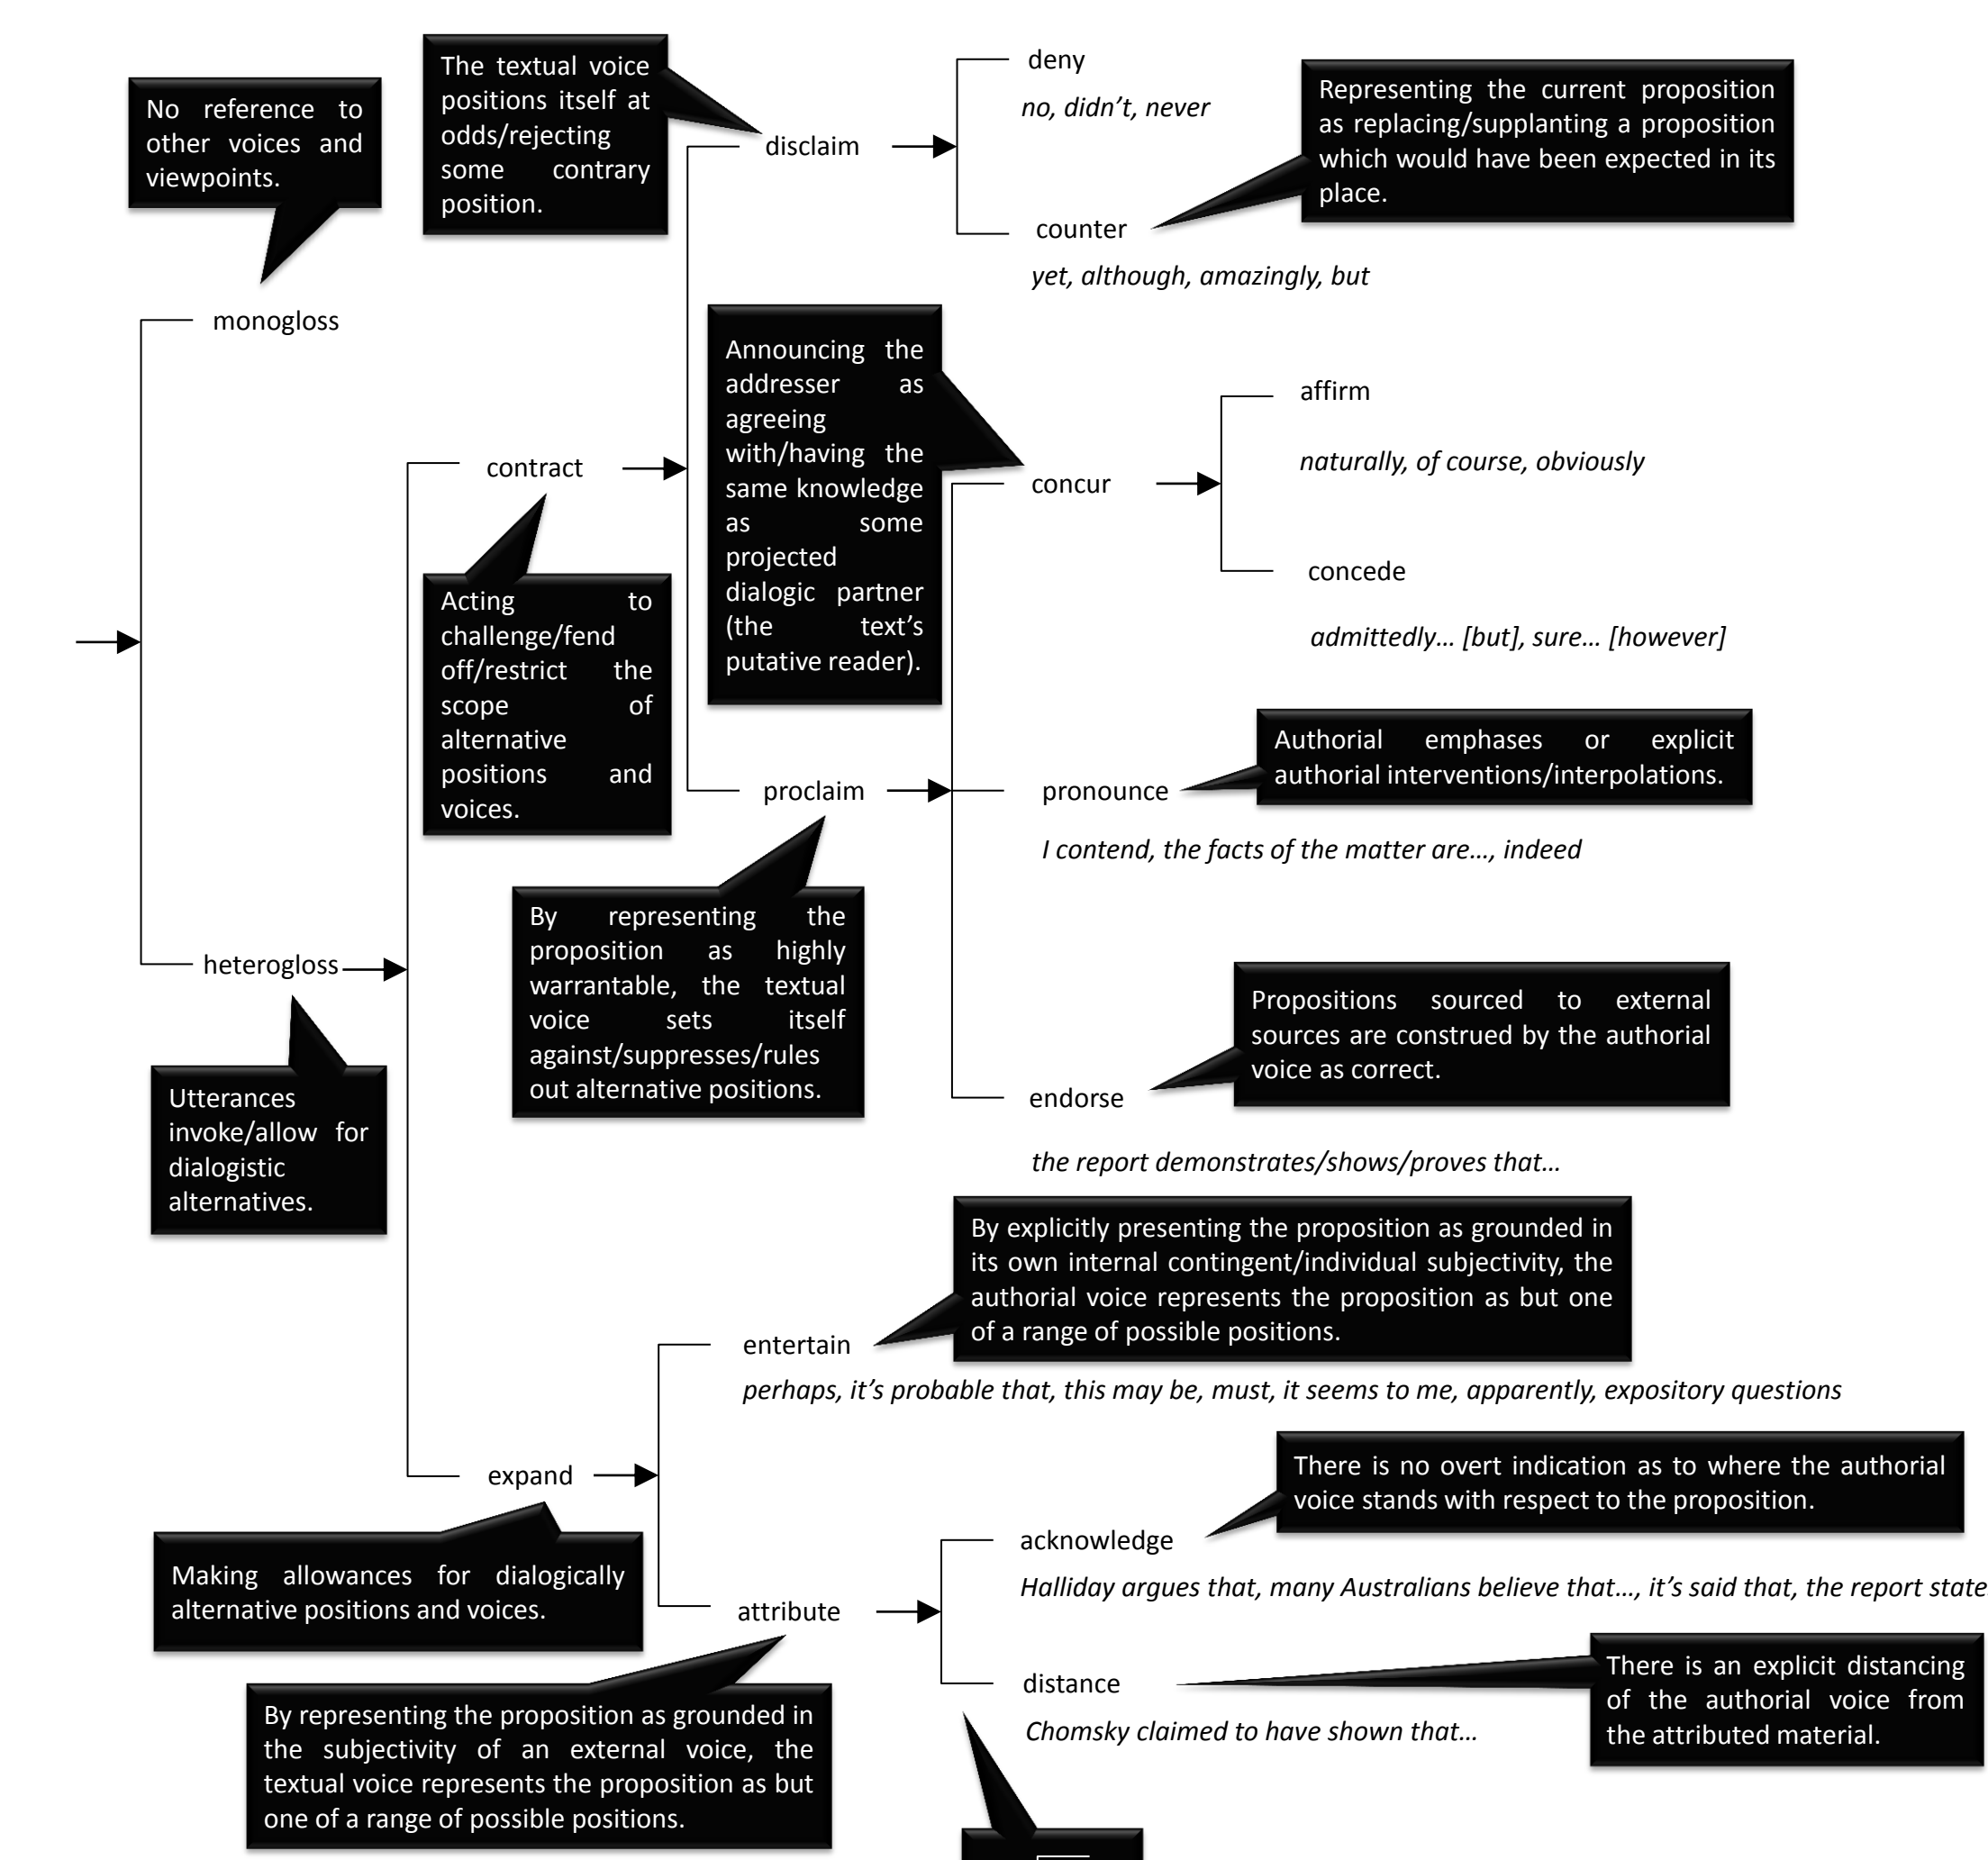 No reference to
other voices and
viewpoints.
The textual voice
positions itself at
odds/rejecting
some contrary
position.
deny
no, didn’t, never
disclaim
Representing the current proposition
as replacing/supplanting a proposition
which would have been expected in its
place.
counter
yet, although, amazingly, but
monogloss
Announcing the
addresser as
agreeing
with/having the
same knowledge
as some
projected
dialogic partner
(the text’s
putative reader).
affirm
naturally, of course, obviously
contract
concur
concede
admittedly… [but], sure… [however]
Acting to
challenge/fend
off/restrict the
scope of
alternative
positions and
voices.
Authorial emphases or explicit
authorial interventions/interpolations.
proclaim
pronounce
I contend, the facts of the matter are…, indeed
By representing the
proposition as highly
warrantable, the textual
voice sets itself
against/suppresses/rules
out alternative positions.
heterogloss
Propositions sourced to external
sources are construed by the authorial
voice as correct.
endorse
the report demonstrates/shows/proves that…
Utterances
invoke/allow for
dialogistic
alternatives.
By explicitly presenting the proposition as grounded in
its own internal contingent/individual subjectivity, the
authorial voice represents the proposition as but one
of a range of possible positions.
entertain
perhaps, it’s probable that, this may be, must, it seems to me, apparently, expository questions
expand
There is no overt indication as to where the authorial
voice stands with respect to the proposition.
acknowledge
Halliday argues that, many Australians believe that…, it’s said that, the report state
Making allowances for dialogically
alternative positions and voices.
attribute
There is an explicit distancing
of the authorial voice from
the attributed material.
distance
Chomsky claimed to have shown that…
By representing the proposition as grounded in
the subjectivity of an external voice, the
textual voice represents the proposition as but
one of a range of possible positions.